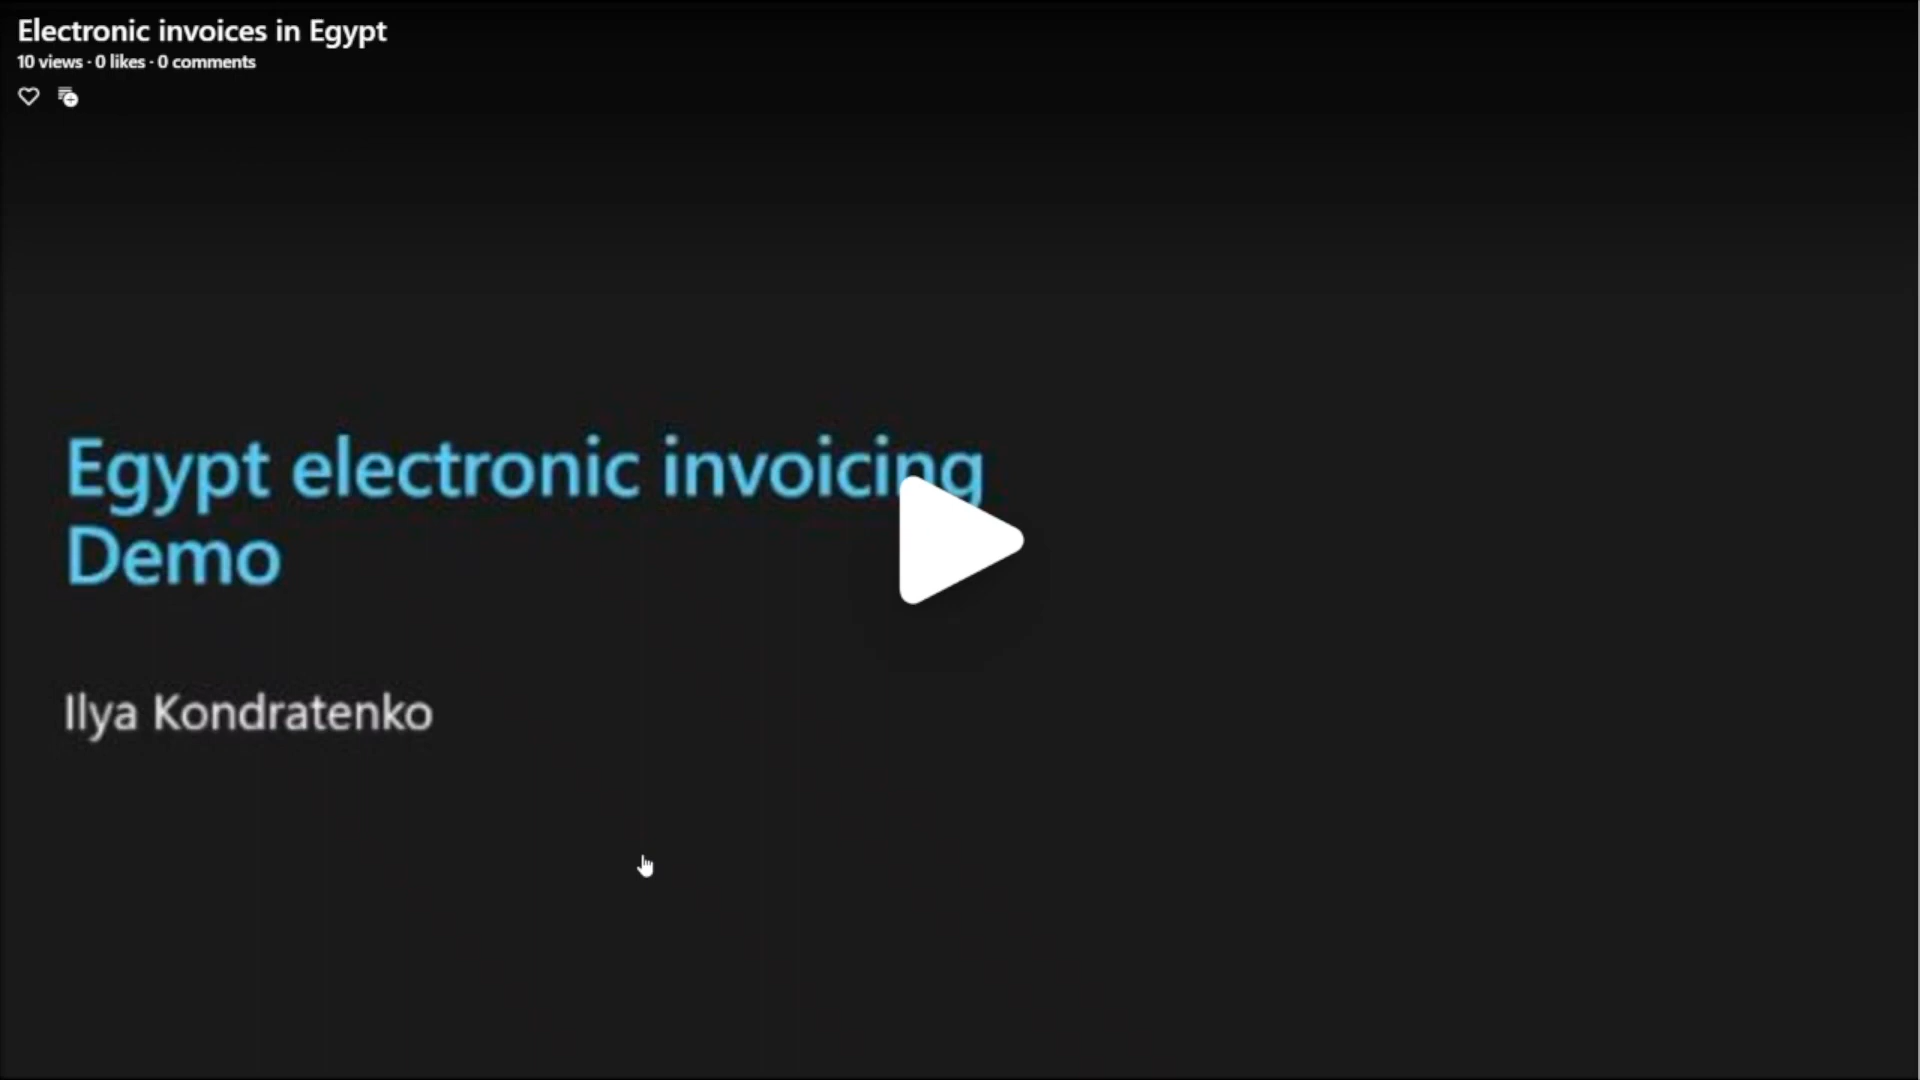 Electronic invoices in Egypt
10 views · 0 likes · 0 comments
Egypt electronic invoicing
Demo
Ilya Kondratenko